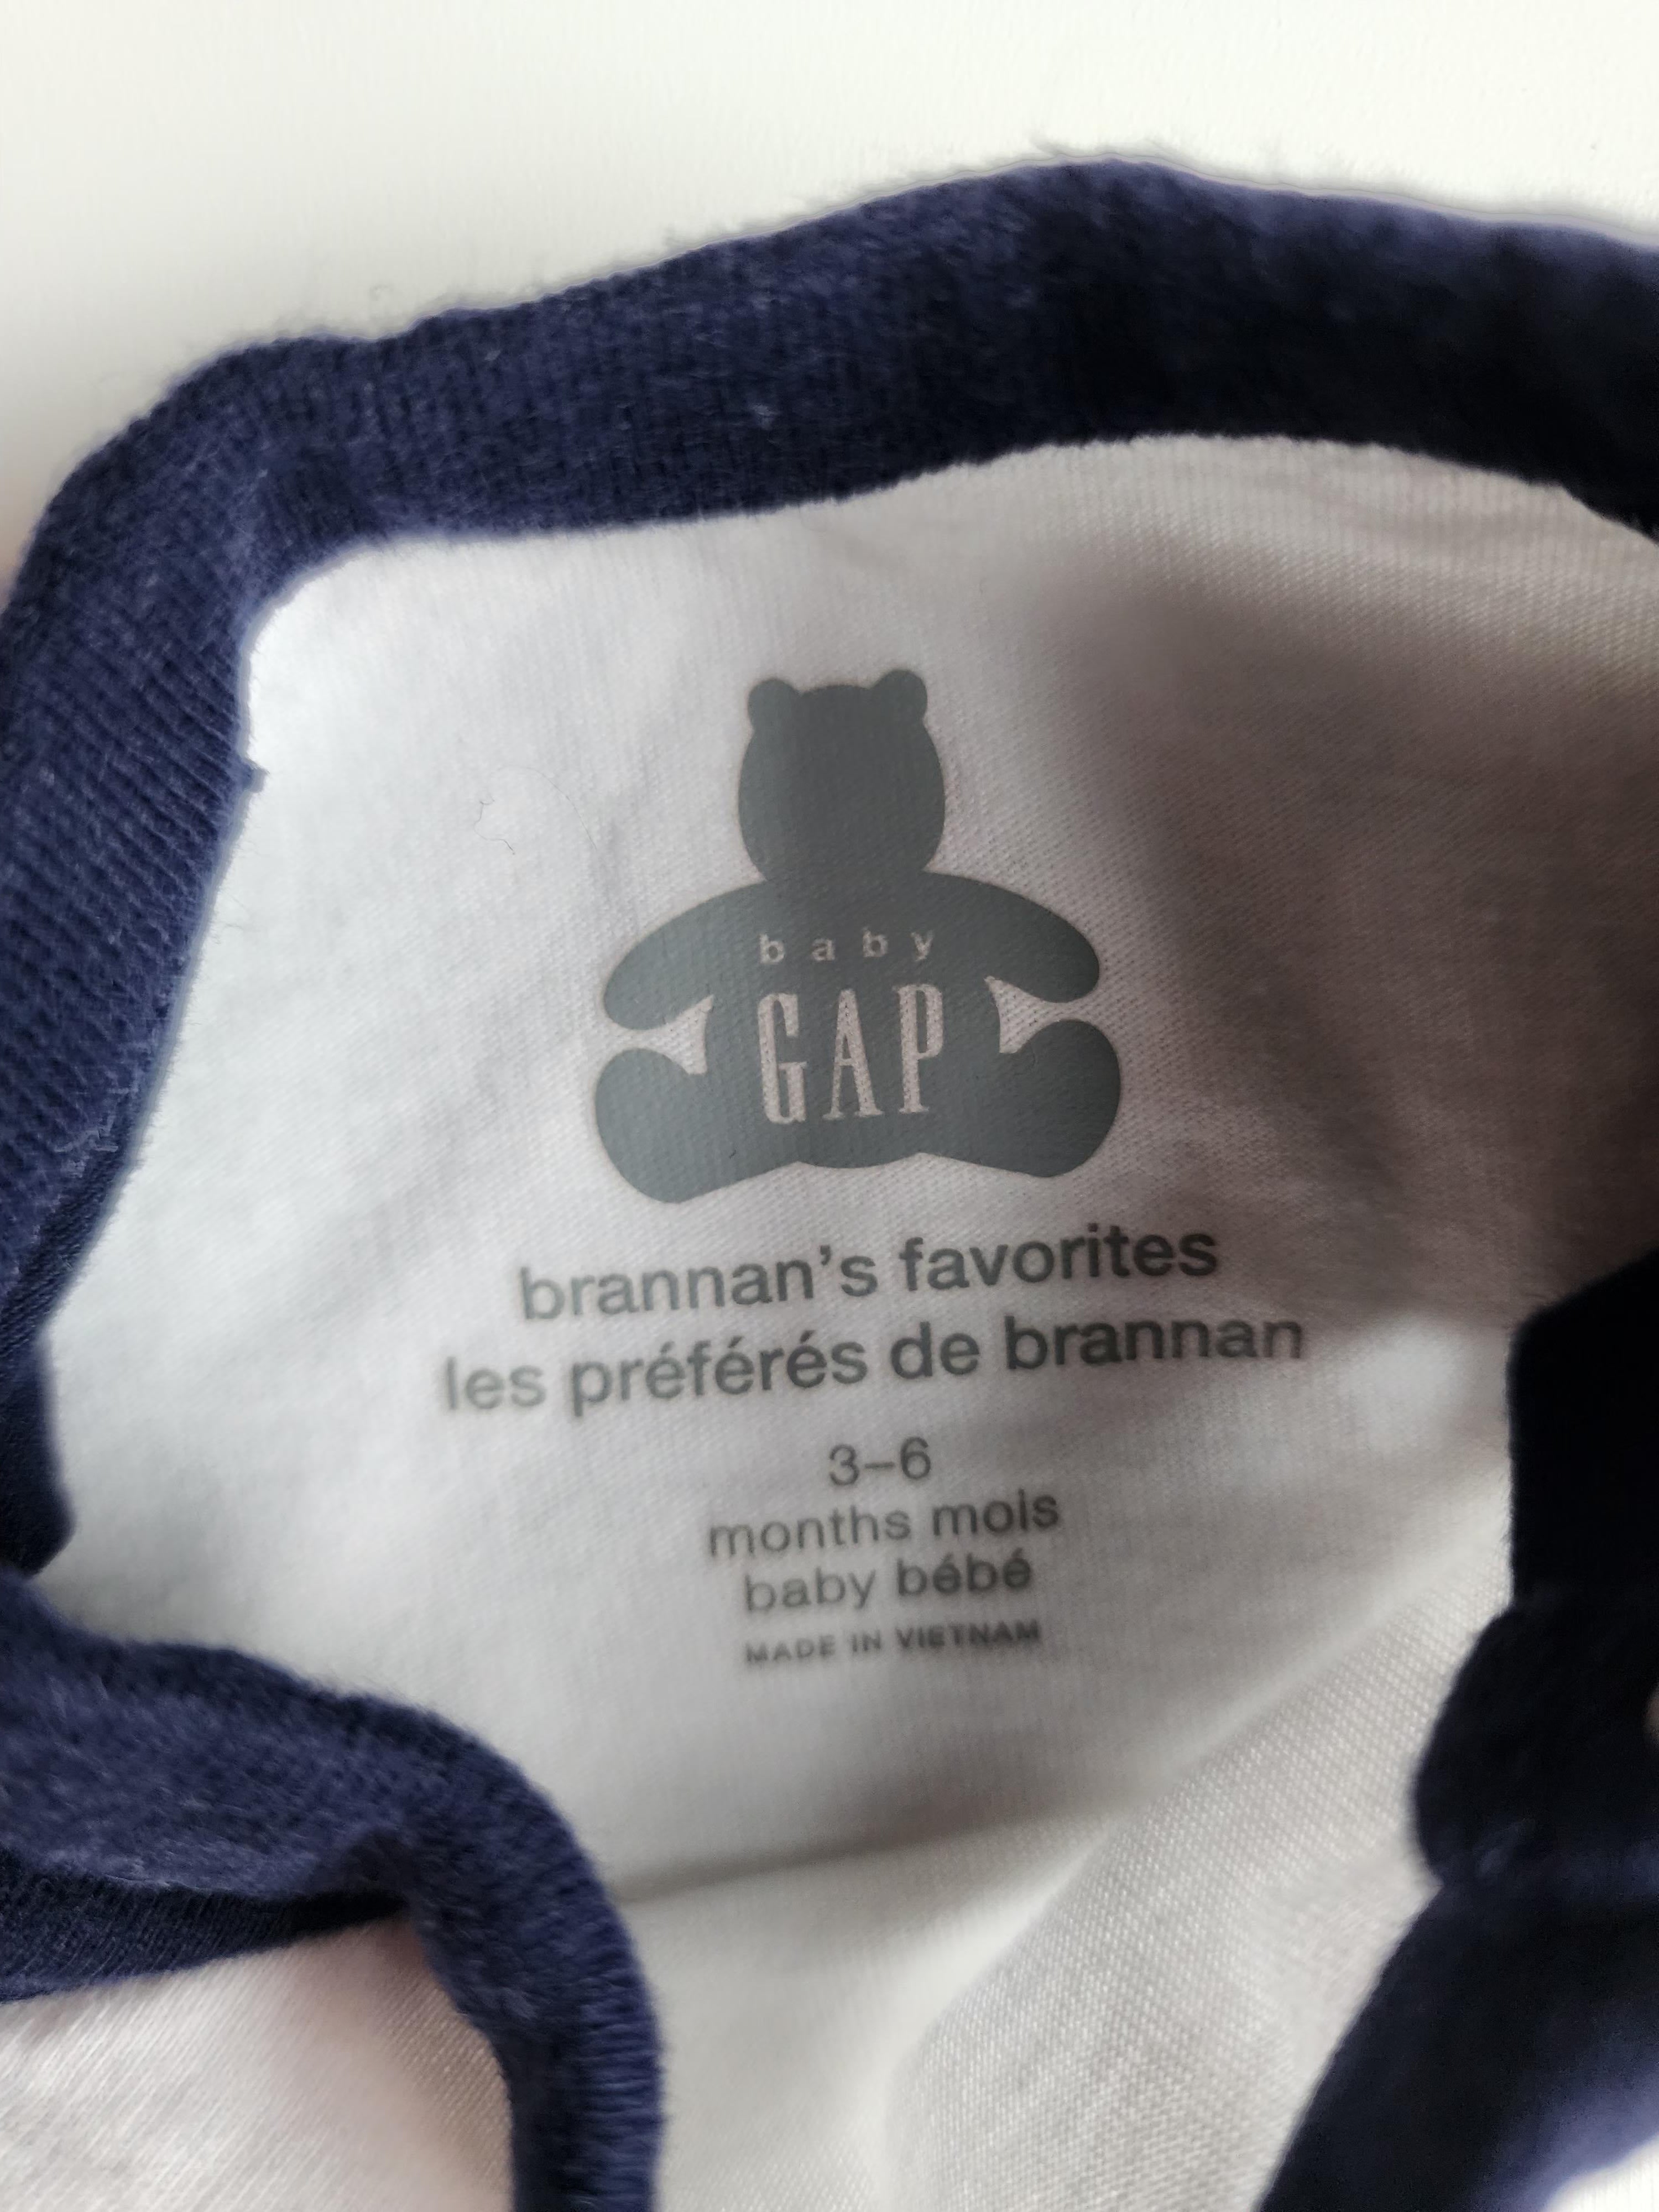 baby
GAP
brannan's favorites
les préférés de brannan
3–6
months mois
baby bébé
MADE IN VIETNAM